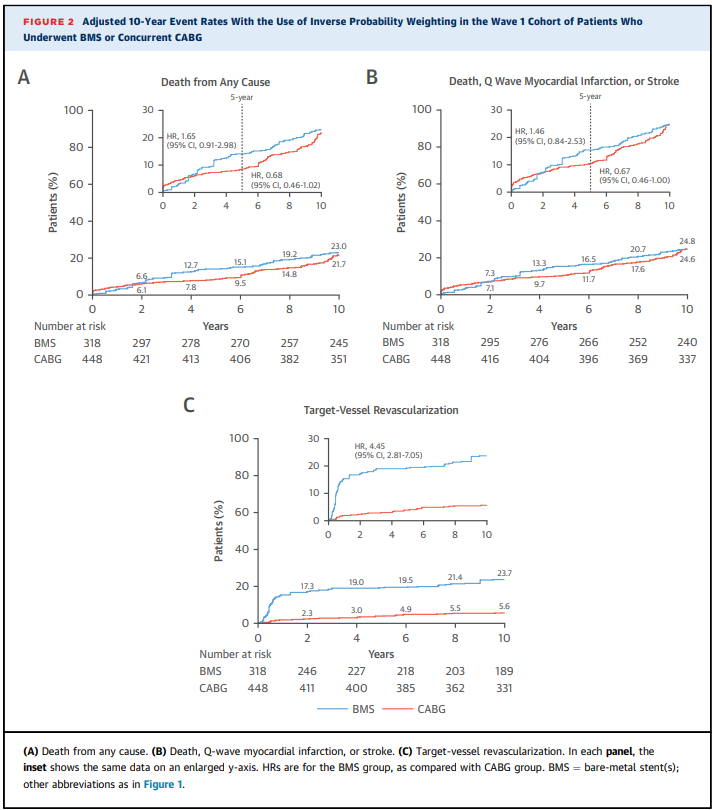 FIGURE 2 Adjusted 10-Year Event Rates With the Use of Inverse Probability Weighting in the Wave 1 Cohort of Patients Who
Underwent BMS or Concurrent CABG
A
Death from Any Cause
5-year
30
20
10
0
HR, 1.65
(95% CI, 0.91-2.98)
HR, 0.68
(95% CI, 0.46-1.02)
0 2 4 6 8 10
100
80
60
40
20
0
Patients (%)
6.6 12.7 15.1 19.2 23.0
6.1 7.8 9.5 14.8 21.7
0 2 4 6 8 10
Number at risk Years
BMS 318 297 278 270 257 245
CABG 448 421 413 406 382 351
B
Death, Q Wave Myocardial Infarction, or Stroke
5-year
30
20
10
0
HR, 1.46
(95% CI, 0.84-2.53)
HR, 0.67
(95% CI, 0.46-1.00)
0 2 4 6 8 10
100
80
60
40
20
0
Patients (%)
7.3 13.3 16.5 20.7 24.8
7.1 9.7 11.7 17.6 24.6
0 2 4 6 8 10
Number at risk Years
BMS 318 295 276 266 252 240
CABG 448 416 404 396 369 337
C
Target-Vessel Revascularization
30
20
10
0
HR, 4.45
(95% CI, 2.81-7.05)
0 2 4 6 8 10
100
80
60
40
20
0
Patients (%)
17.3 19.0 19.5 21.4 23.7
2.3 3.0 4.9 5.5 5.6
0 2 4 6 8 10
Number at risk Years
BMS 318 246 227 218 203 189
CABG 448 411 400 385 362 331
BMS CABG
(A) Death from any cause. (B) Death, Q-wave myocardial infarction, or stroke. (C) Target-vessel revascularization. In each panel, the
inset shows the same data on an enlarged y-axis. HRs are for the BMS group, as compared with CABG group. BMS = bare-metal stent(s);
other abbreviations as in Figure 1.